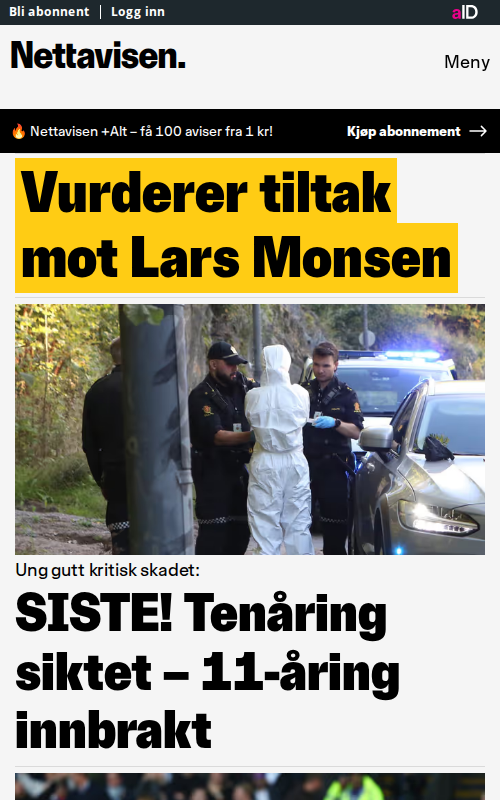 Bli abonnent
Logg inn
aID
Nettavisen.
Meny
🔥 Nettavisen +Alt – få 100 aviser fra 1 kr!
Kjøp abonnement →
Vurderer tiltak
mot Lars Monsen
Ung gutt kritisk skadet:
SISTE! Tenåring
siktet – 11-åring
innbrakt